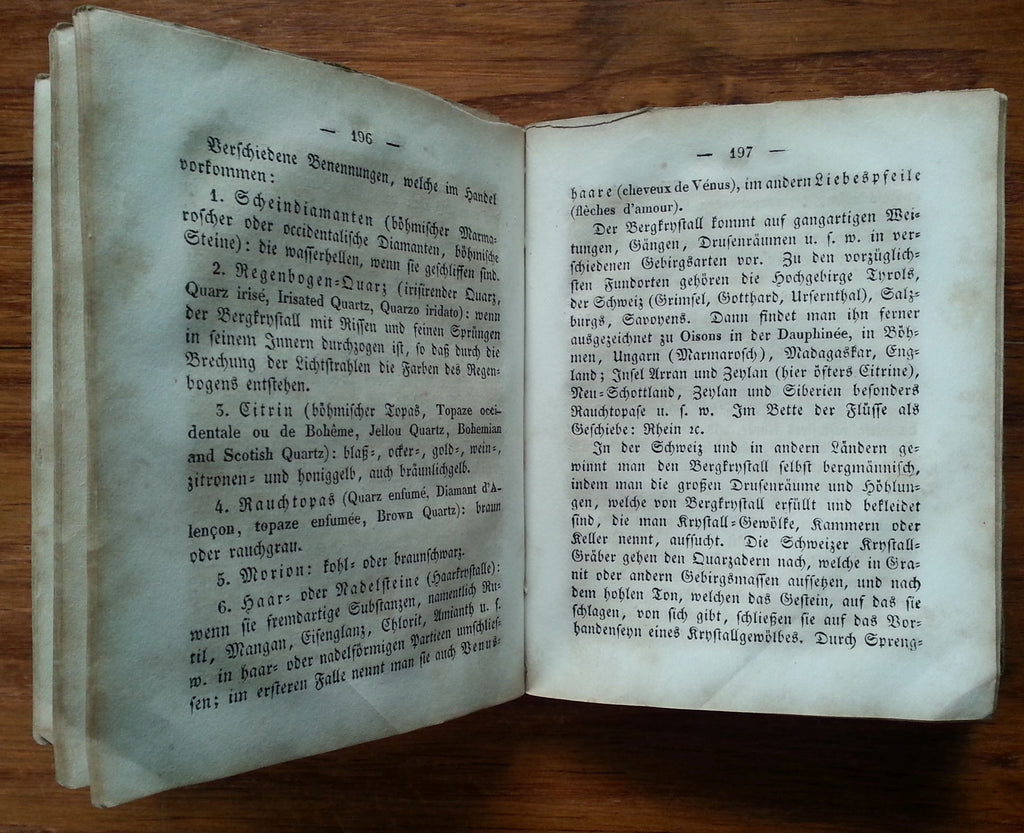 — 196 —
Verschiedene Benennungen, welche im Handel
vorkommen:
1. Scheindiamanten (böhmischer Marma-
roscher oder occidentalische Diamanten, böhmische
Steine): die wasserhellen, wenn sie geschliffen sind.
2. Regenbogen-Quarz (irisirender Quarz,
Quarz irisé, Irisated Quartz, Quarzo iridato): wenn
der Bergkrystall mit Rissen und feinen Sprüngen
in seinem Innern durchzogen ist, so daß durch die
Brechung der Lichtstrahlen die Farben des Regen-
bogens entstehen.
3. Citrin (böhmischer Topas, Topaze occi-
dentale ou de Bohême, Jellou Quartz, Bohemian
and Scotish Quartz): blaß-, ocker-, gold-, wein-,
zitronen- und honiggelb, auch bräunlichgelb.
4. Rauchtopas (Quarz enfumé, Diamant d'A-
lençon, topaze enfumée, Brown Quartz): braun
oder rauchgrau.
5. Morion: kohl- oder braunschwarz.
6. Haar- oder Nadelsteine (Haarkrystalle):
wenn sie fremdartige Substanzen, namentlich Ru-
til, Mangan, Eisenglanz, Chlorit, Amianth u. s.
w. in haar- oder nadelförmigen Partieen umschlies-
sen; im ersteren Falle nennt man sie auch Venus-
— 197 —
haare (cheveux de Vénus), im andern Liebespfeile
(flèches d'amour).
Der Bergkrystall kommt auf gangartigen Wei-
tungen, Gängen, Drusenräumen u. s. w. in ver-
schiedenen Gebirgsarten vor. Zu den vorzüglich-
sten Fundorten gehören die Hochgebirge Tyrols,
der Schweiz (Grimsel, Gotthard, Ursernthal), Salz-
burgs, Savoyens. Dann findet man ihn ferner
ausgezeichnet zu Oisons in der Dauphinée, in Böh-
men, Ungarn (Marmarosch), Madagaskar, Eng-
land; Insel Arran und Zeylan (hier öfters Citrine),
Neu-Schottland, Zeylan und Siberien besonders
Rauchtopase u. s. w. Im Bette der Flüsse als
Geschiebe: Rhein ꝛc.
In der Schweiz und in andern Ländern ge-
winnt man den Bergkrystall selbst bergmännisch,
indem man die großen Drusenräume und Höhlun-
gen, welche von Bergkrystall erfüllt und bekleidet
sind, die man Krystall-Gewölke, Kammern oder
Keller nennt, aufsucht. Die Schweizer Krystall-
Gräber gehen den Quarzadern nach, welche in Gra-
nit oder andern Gebirgsmassen aufsetzen, und nach
dem hohlen Ton, welchen das Gestein, auf das sie
schlagen, von sich gibt, schließen sie auf das Vor-
handenseyn eines Krystallgewölbes. Durch Spreng-